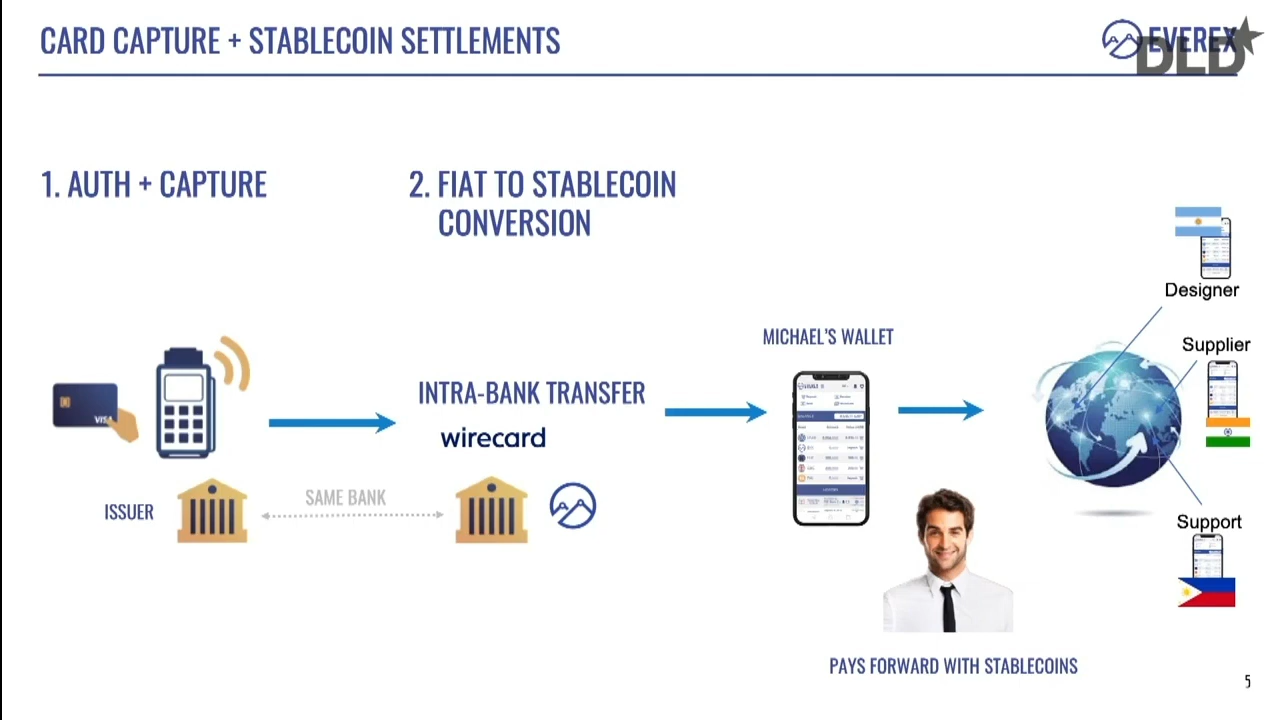 CARD CAPTURE + STABLECOIN SETTLEMENTS
EVEREX
DLD
1. AUTH + CAPTURE
2. FIAT TO STABLECOIN
CONVERSION
Designer
Supplier
MICHAEL'S WALLET
INTRA-BANK TRANSFER
wirecard
VISA
ISSUER
SAME BANK
Support
PAYS FORWARD WITH STABLECOINS
5